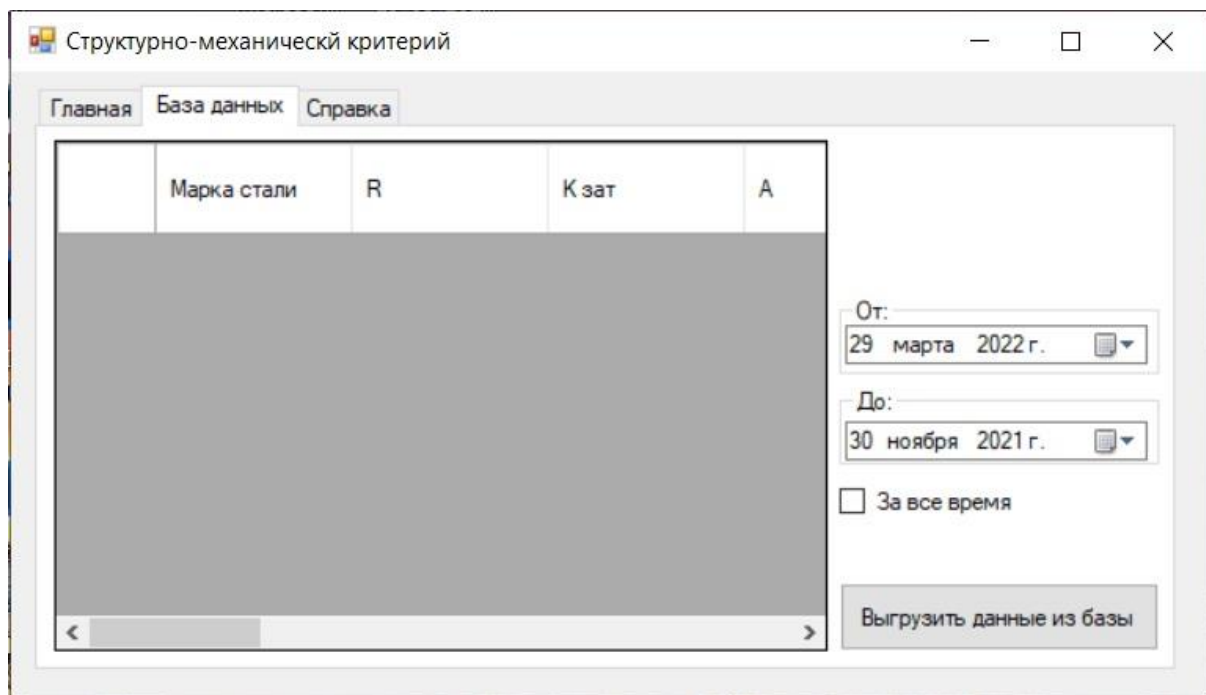 Структурно-механическй критерий
Главная База данных Справка
Марка стали R К зат А
От:
29 марта 2022 г.
До:
30 ноября 2021 г.
За все время
Выгрузить данные из базы